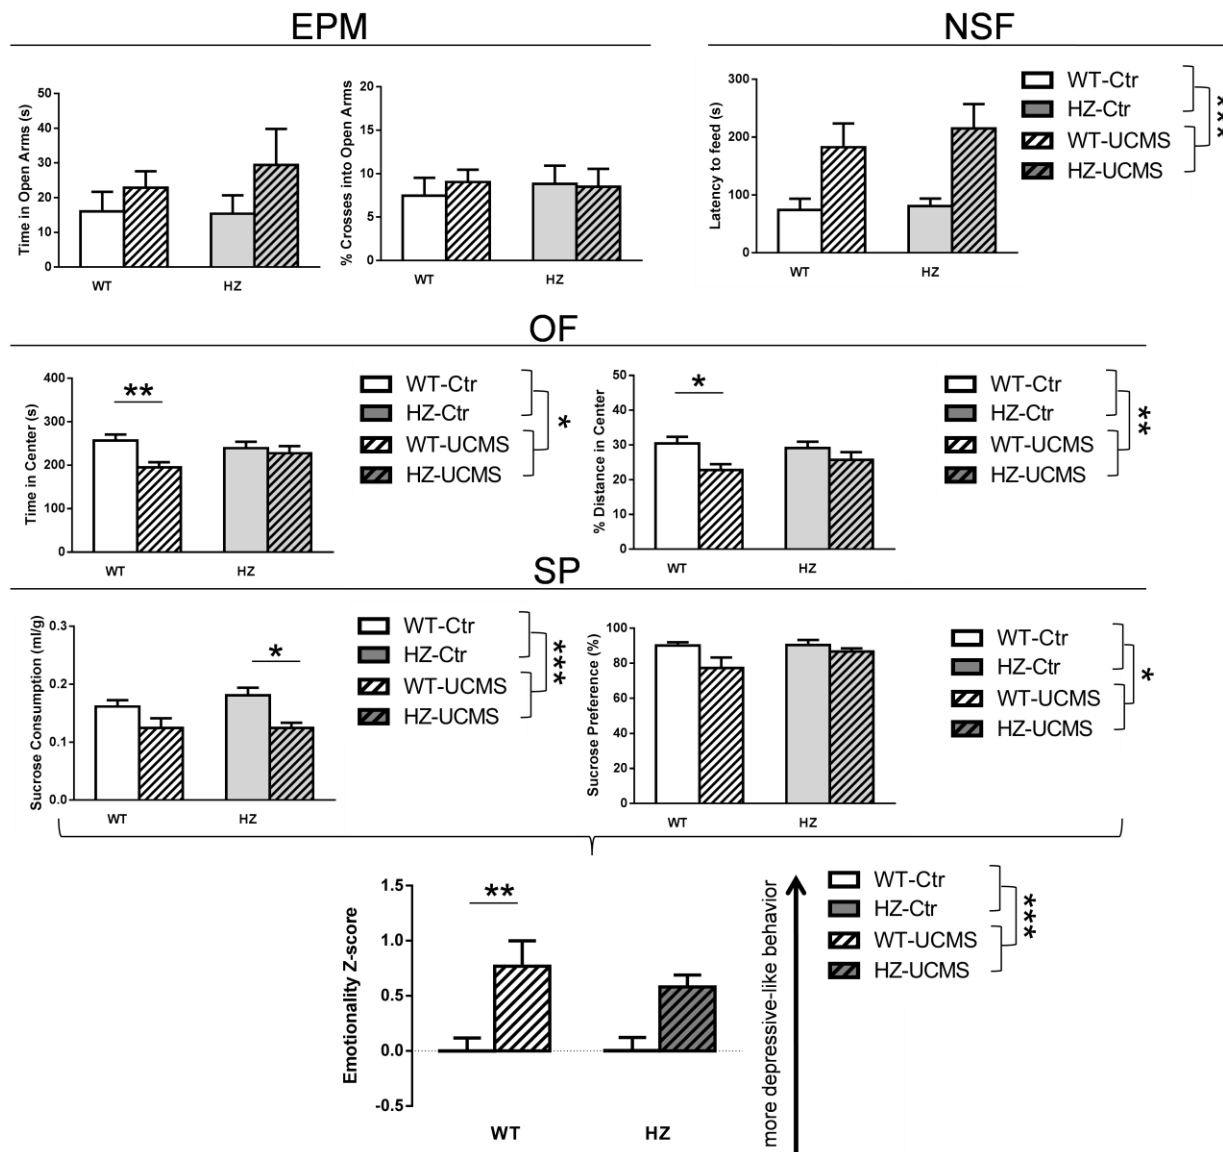 EPM
NSF
Time in Open Arms (s)
50
40
30
20
10
0
WT
HZ
% Crosses into Open Arms
20
15
10
5
0
WT
HZ
Latency to feed (s)
300
200
100
0
WT
HZ
WT-Ctr
HZ-Ctr
WT-UCMS
HZ-UCMS
***
OF
Time in Center (s)
400
300
200
100
0
**
WT
HZ
WT-Ctr
HZ-Ctr
WT-UCMS
HZ-UCMS
*
% Distance in Center
50
40
30
20
10
0
*
WT
HZ
WT-Ctr
HZ-Ctr
WT-UCMS
HZ-UCMS
**
SP
Sucrose Consumption (ml/g)
0.3
0.2
0.1
0.0
*
WT
HZ
WT-Ctr
HZ-Ctr
WT-UCMS
HZ-UCMS
***
Sucrose Preference (%)
100
80
60
40
20
0
WT
HZ
WT-Ctr
HZ-Ctr
WT-UCMS
HZ-UCMS
*
Emotionality Z-score
1.5
1.0
0.5
0.0
-0.5
**
WT
HZ
more depressive-like behavior
WT-Ctr
HZ-Ctr
WT-UCMS
HZ-UCMS
***